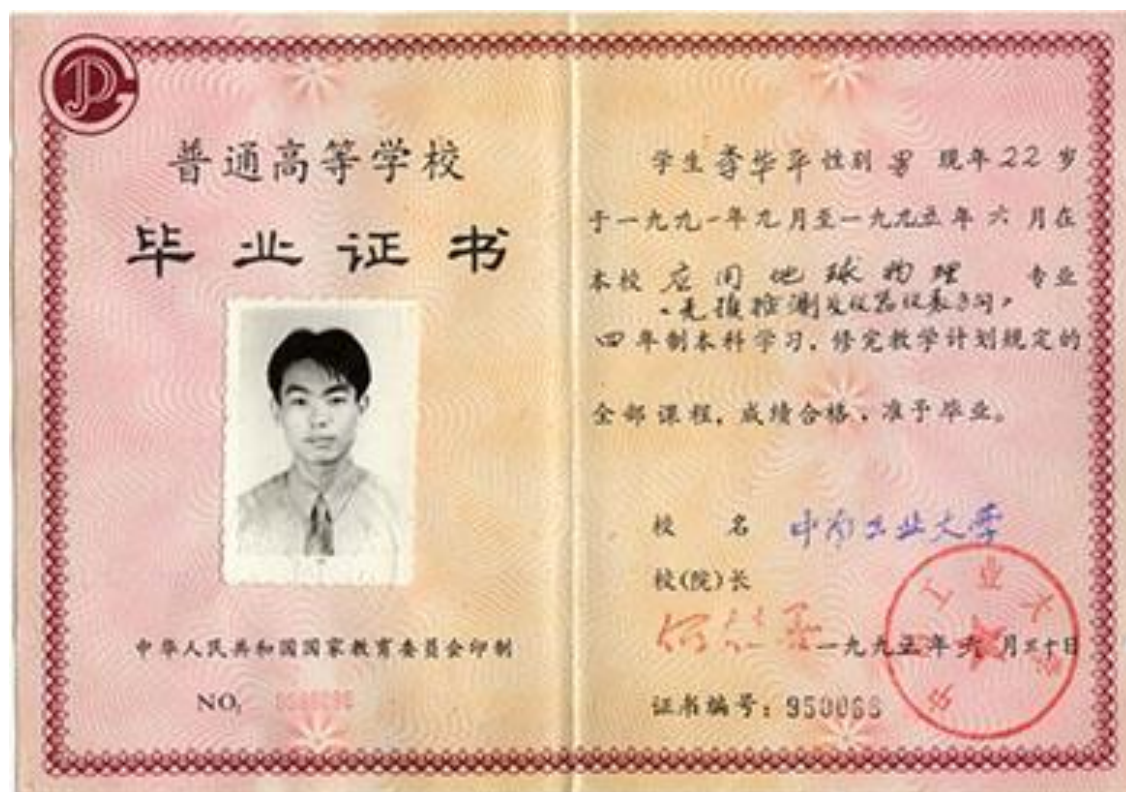 普通高等学校
毕业证书
中华人民共和国国家教育委员会印制
NO.
学生 李华平 性别 男 现年 22 岁
于一九九一年九月至一九九五年 六 月在
本校 应用地球物理 专业
四年制本科学习，修完教学计划规定的
全部课程，成绩合格，准予毕业。
校 名 中南工业大学
校(院)长
一九九五年六月三十日
证书编号：950066